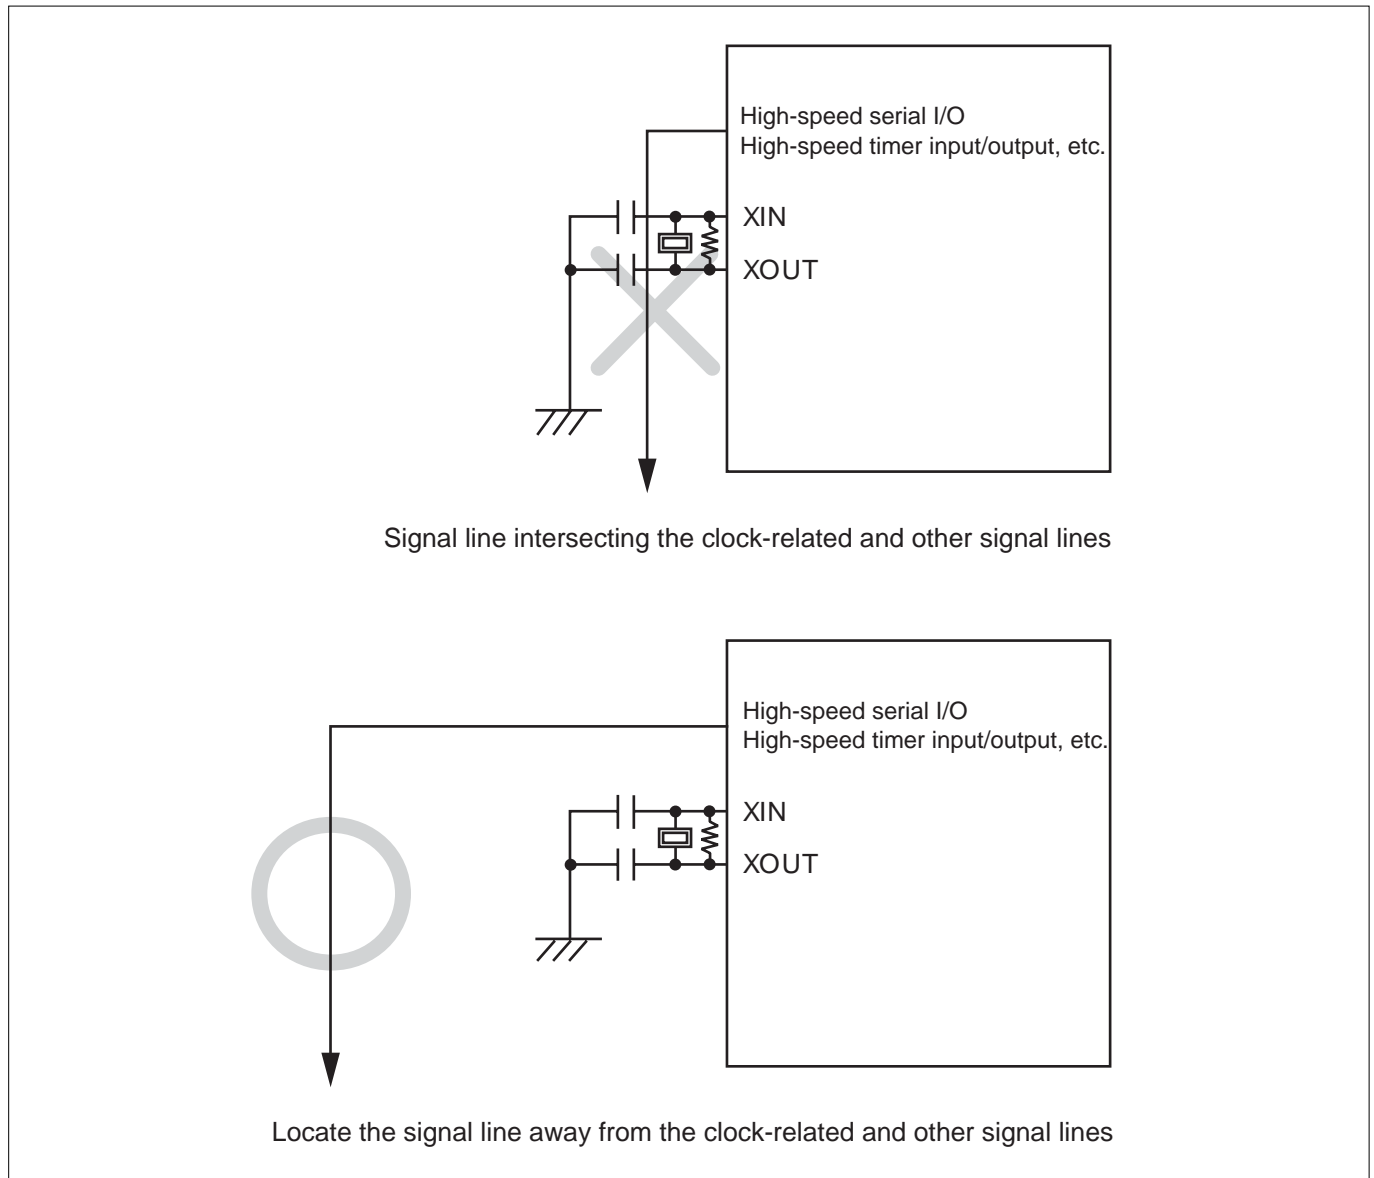 High-speed serial I/O
High-speed timer input/output, etc.
XIN
XOUT
Signal line intersecting the clock-related and other signal lines
High-speed serial I/O
High-speed timer input/output, etc.
XIN
XOUT
Locate the signal line away from the clock-related and other signal lines